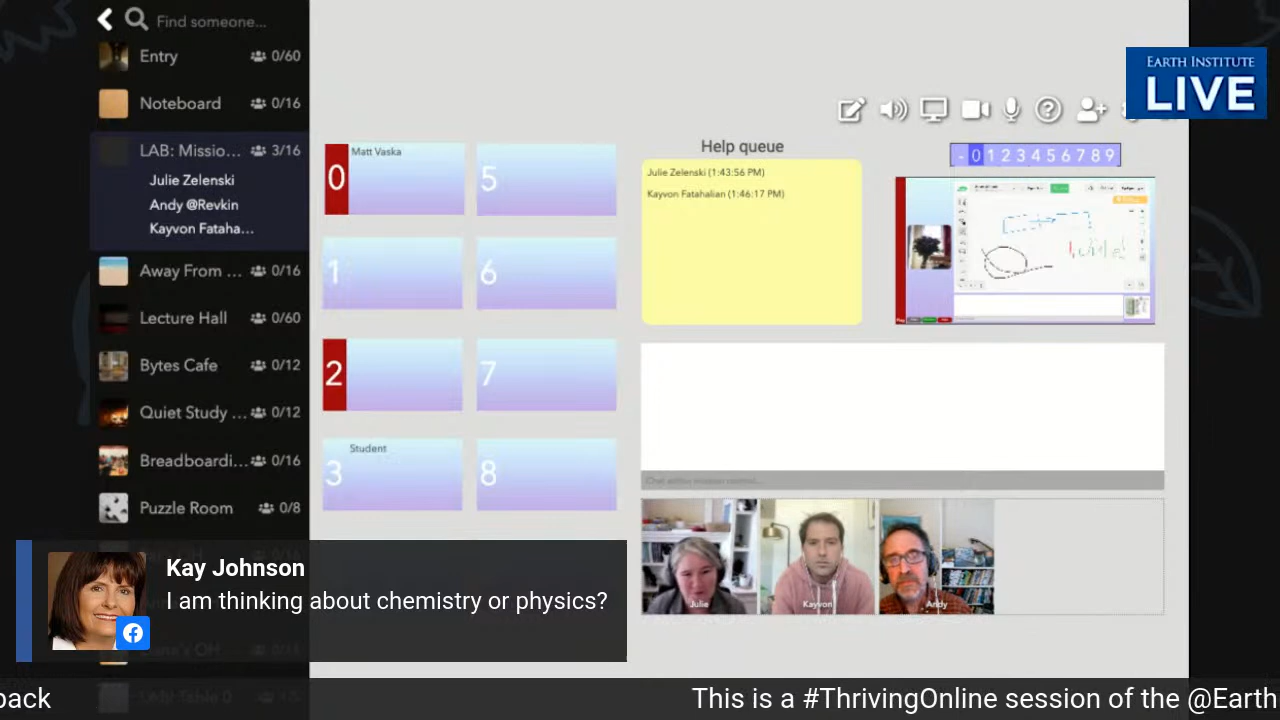 Find someone...
Entry 0/60
Noteboard 0/16
LAB: Missio... 3/16
Julie Zelenski
Andy @Revkin
Kayvon Fataha...
Away From ... 0/16
Lecture Hall 0/60
Bytes Cafe 0/12
Quiet Study ... 0/12
Breadboardi... 0/16
Puzzle Room 0/8
EARTH INSTITUTE
LIVE
0 Matt Vaska
5
1
6
2
7
3 Student
8
Help queue
Julie Zelenski (1:43:56 PM)
Kayvon Fatahalian (1:46:17 PM)
- 0 1 2 3 4 5 6 7 8 9
Julie
Kayvon
Andy
Kay Johnson
I am thinking about chemistry or physics?
back
This is a #ThrivingOnline session of the @Earth